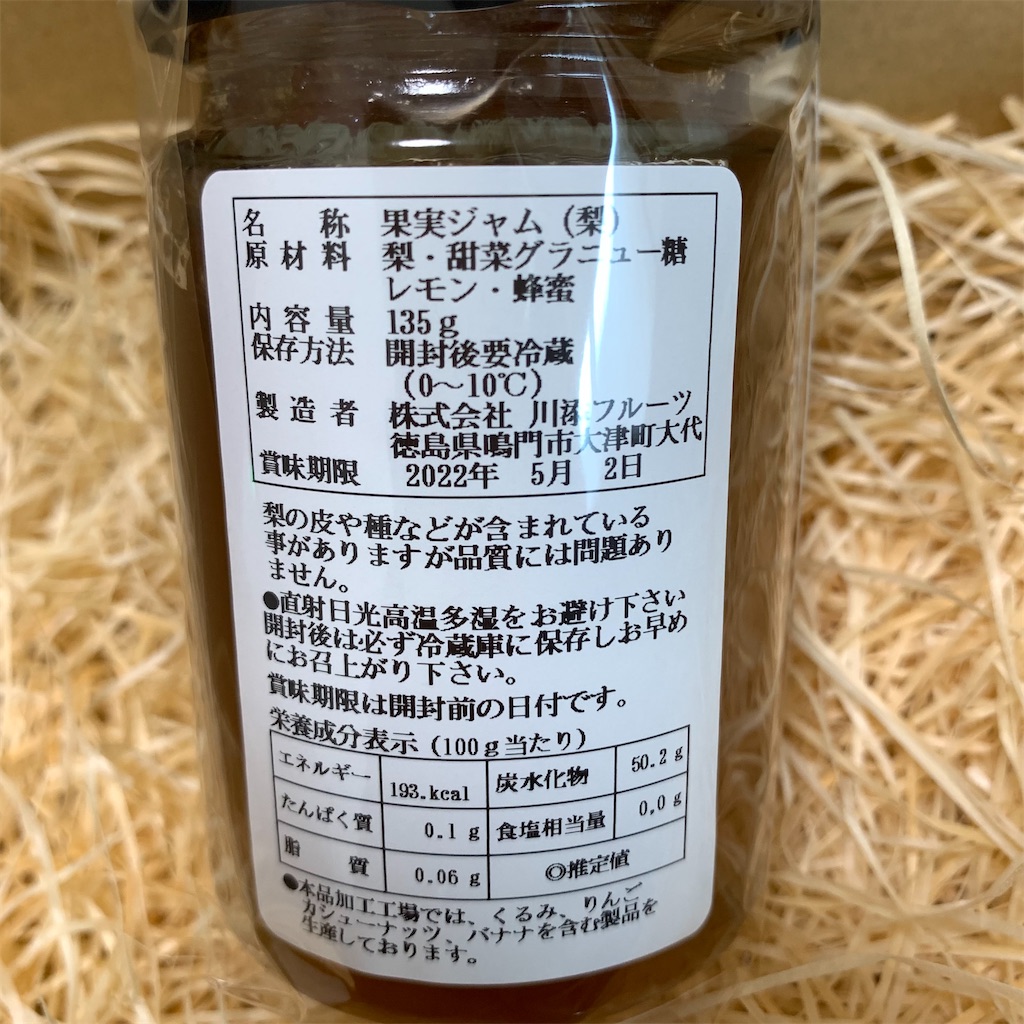 名称 果実ジャム（梨）
原材料 梨・甜菜グラニュー糖
レモン・蜂蜜
内容量 135g
保存方法 開封後要冷蔵
（0～10℃）
製造者 株式会社 川添フルーツ
徳島県鳴門市大津町大代
賞味期限 2022年 5月 2日
梨の皮や種などが含まれている
事がありますが品質には問題あり
ません。
●直射日光高温多湿をお避け下さい
開封後は必ず冷蔵庫に保存しお早め
にお召上がり下さい。
賞味期限は開封前の日付です。
栄養成分表示（100g当たり）
エネルギー 193.kcal 炭水化物 50.2g
たんぱく質 0.1g 食塩相当量 0.0g
脂質 0.06g ◎推定値
●本品加工工場では、くるみ、りんご
カシューナッツ、バナナを含む製品を
生産しております。